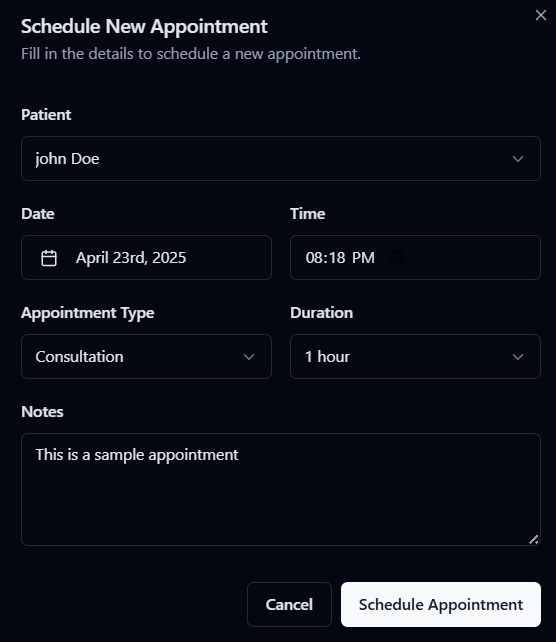 Schedule New Appointment
Fill in the details to schedule a new appointment.
Patient
john Doe
Date
Time
April 23rd, 2025
08:18 PM
Appointment Type
Duration
Consultation
1 hour
Notes
This is a sample appointment
Cancel
Schedule Appointment